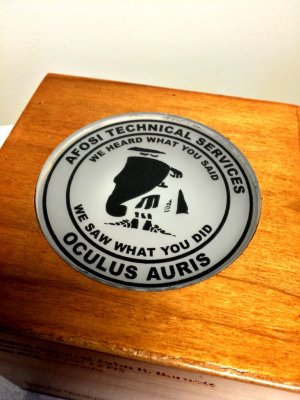 AFOSI TECHNICAL SERVICES
WE HEARD WHAT YOU SAID
WE SAW WHAT YOU DID
OCULUS AURIS